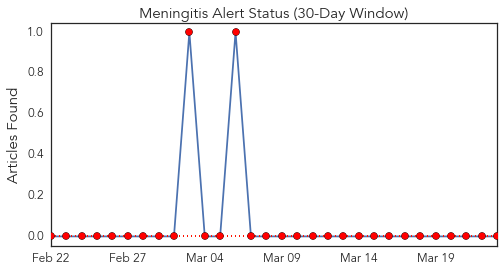 Meningitis Alert Status (30-Day Window)
Articles Found
1.0
0.8
0.6
0.4
0.2
0.0
Feb 22
Feb 27
Mar 04
Mar 09
Mar 14
Mar 19